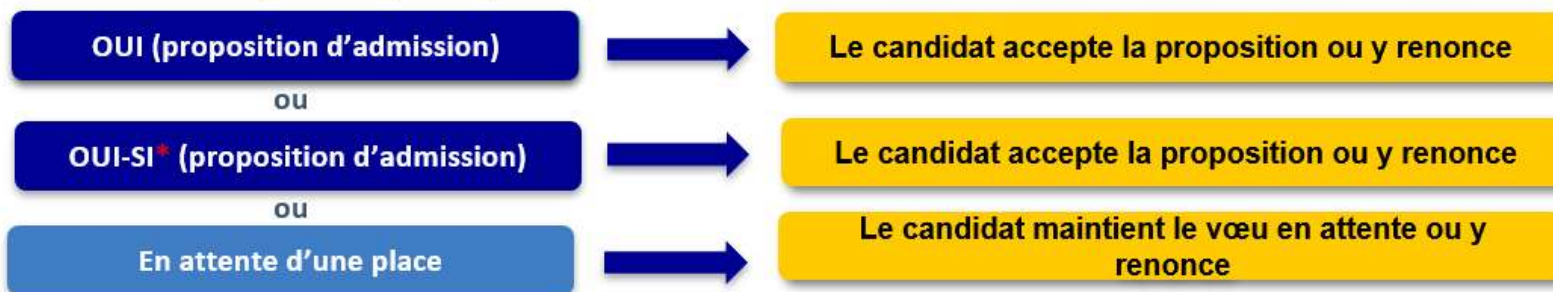 OUI (proposition d’admission)
Le candidat accepte la proposition ou y renonce
ou
OUI-SI* (proposition d’admission)
Le candidat accepte la proposition ou y renonce
ou
En attente d’une place
Le candidat maintient le vœu en attente ou y
renonce